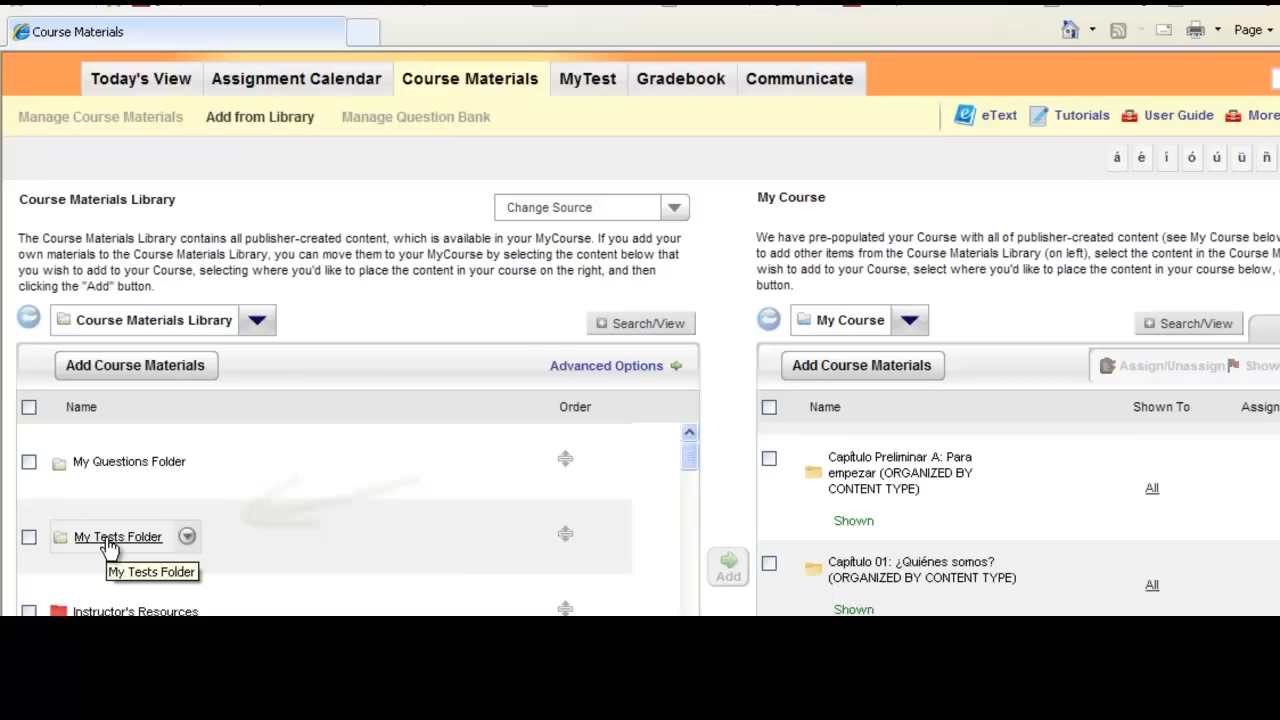 Course Materials
Page
Today's View
Assignment Calendar
Course Materials
MyTest
Gradebook
Communicate
Manage Course Materials
Add from Library
Manage Question Bank
eText
Tutorials
User Guide
More
á é í ó ú ü ñ
Course Materials Library
Change Source
The Course Materials Library contains all publisher-created content, which is available in your MyCourse. If you add your
own materials to the Course Materials Library, you can move them to your MyCourse by selecting the content below that
you wish to add to your Course, selecting where you'd like to place the content in your course on the right, and then
clicking the "Add" button.
Course Materials Library
Search/View
Add Course Materials
Advanced Options
Name
Order
My Questions Folder
My Tests Folder
My Tests Folder
Instructor's Resources
Add
My Course
We have pre-populated your Course with all of publisher-created content (see My Course below
to add other items from the Course Materials Library (on left), select the content in the Course M
wish to add to your Course, select where you'd like to place the content in your course below, a
button.
My Course
Search/View
Add Course Materials
Assign/Unassign
Show
Name
Shown To
Assign
Capítulo Preliminar A: Para
empezar (ORGANIZED BY
CONTENT TYPE)
All
Shown
Capítulo 01: ¿Quiénes somos?
(ORGANIZED BY CONTENT TYPE)
All
Shown